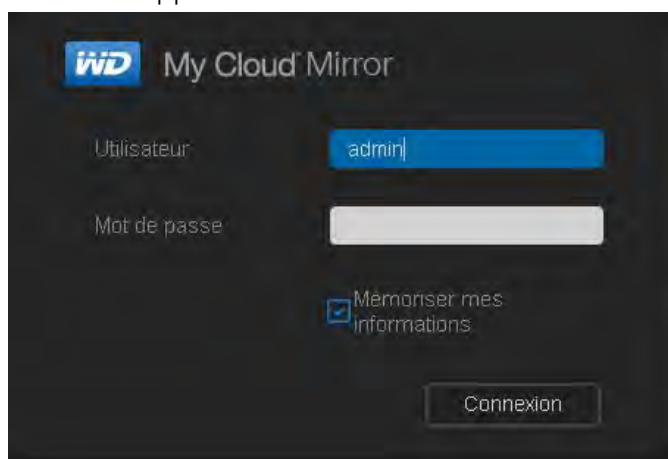 WD My Cloud Mirror
Utilisateur
admin
Mot de passe
Mémoriser mes
informations
Connexion